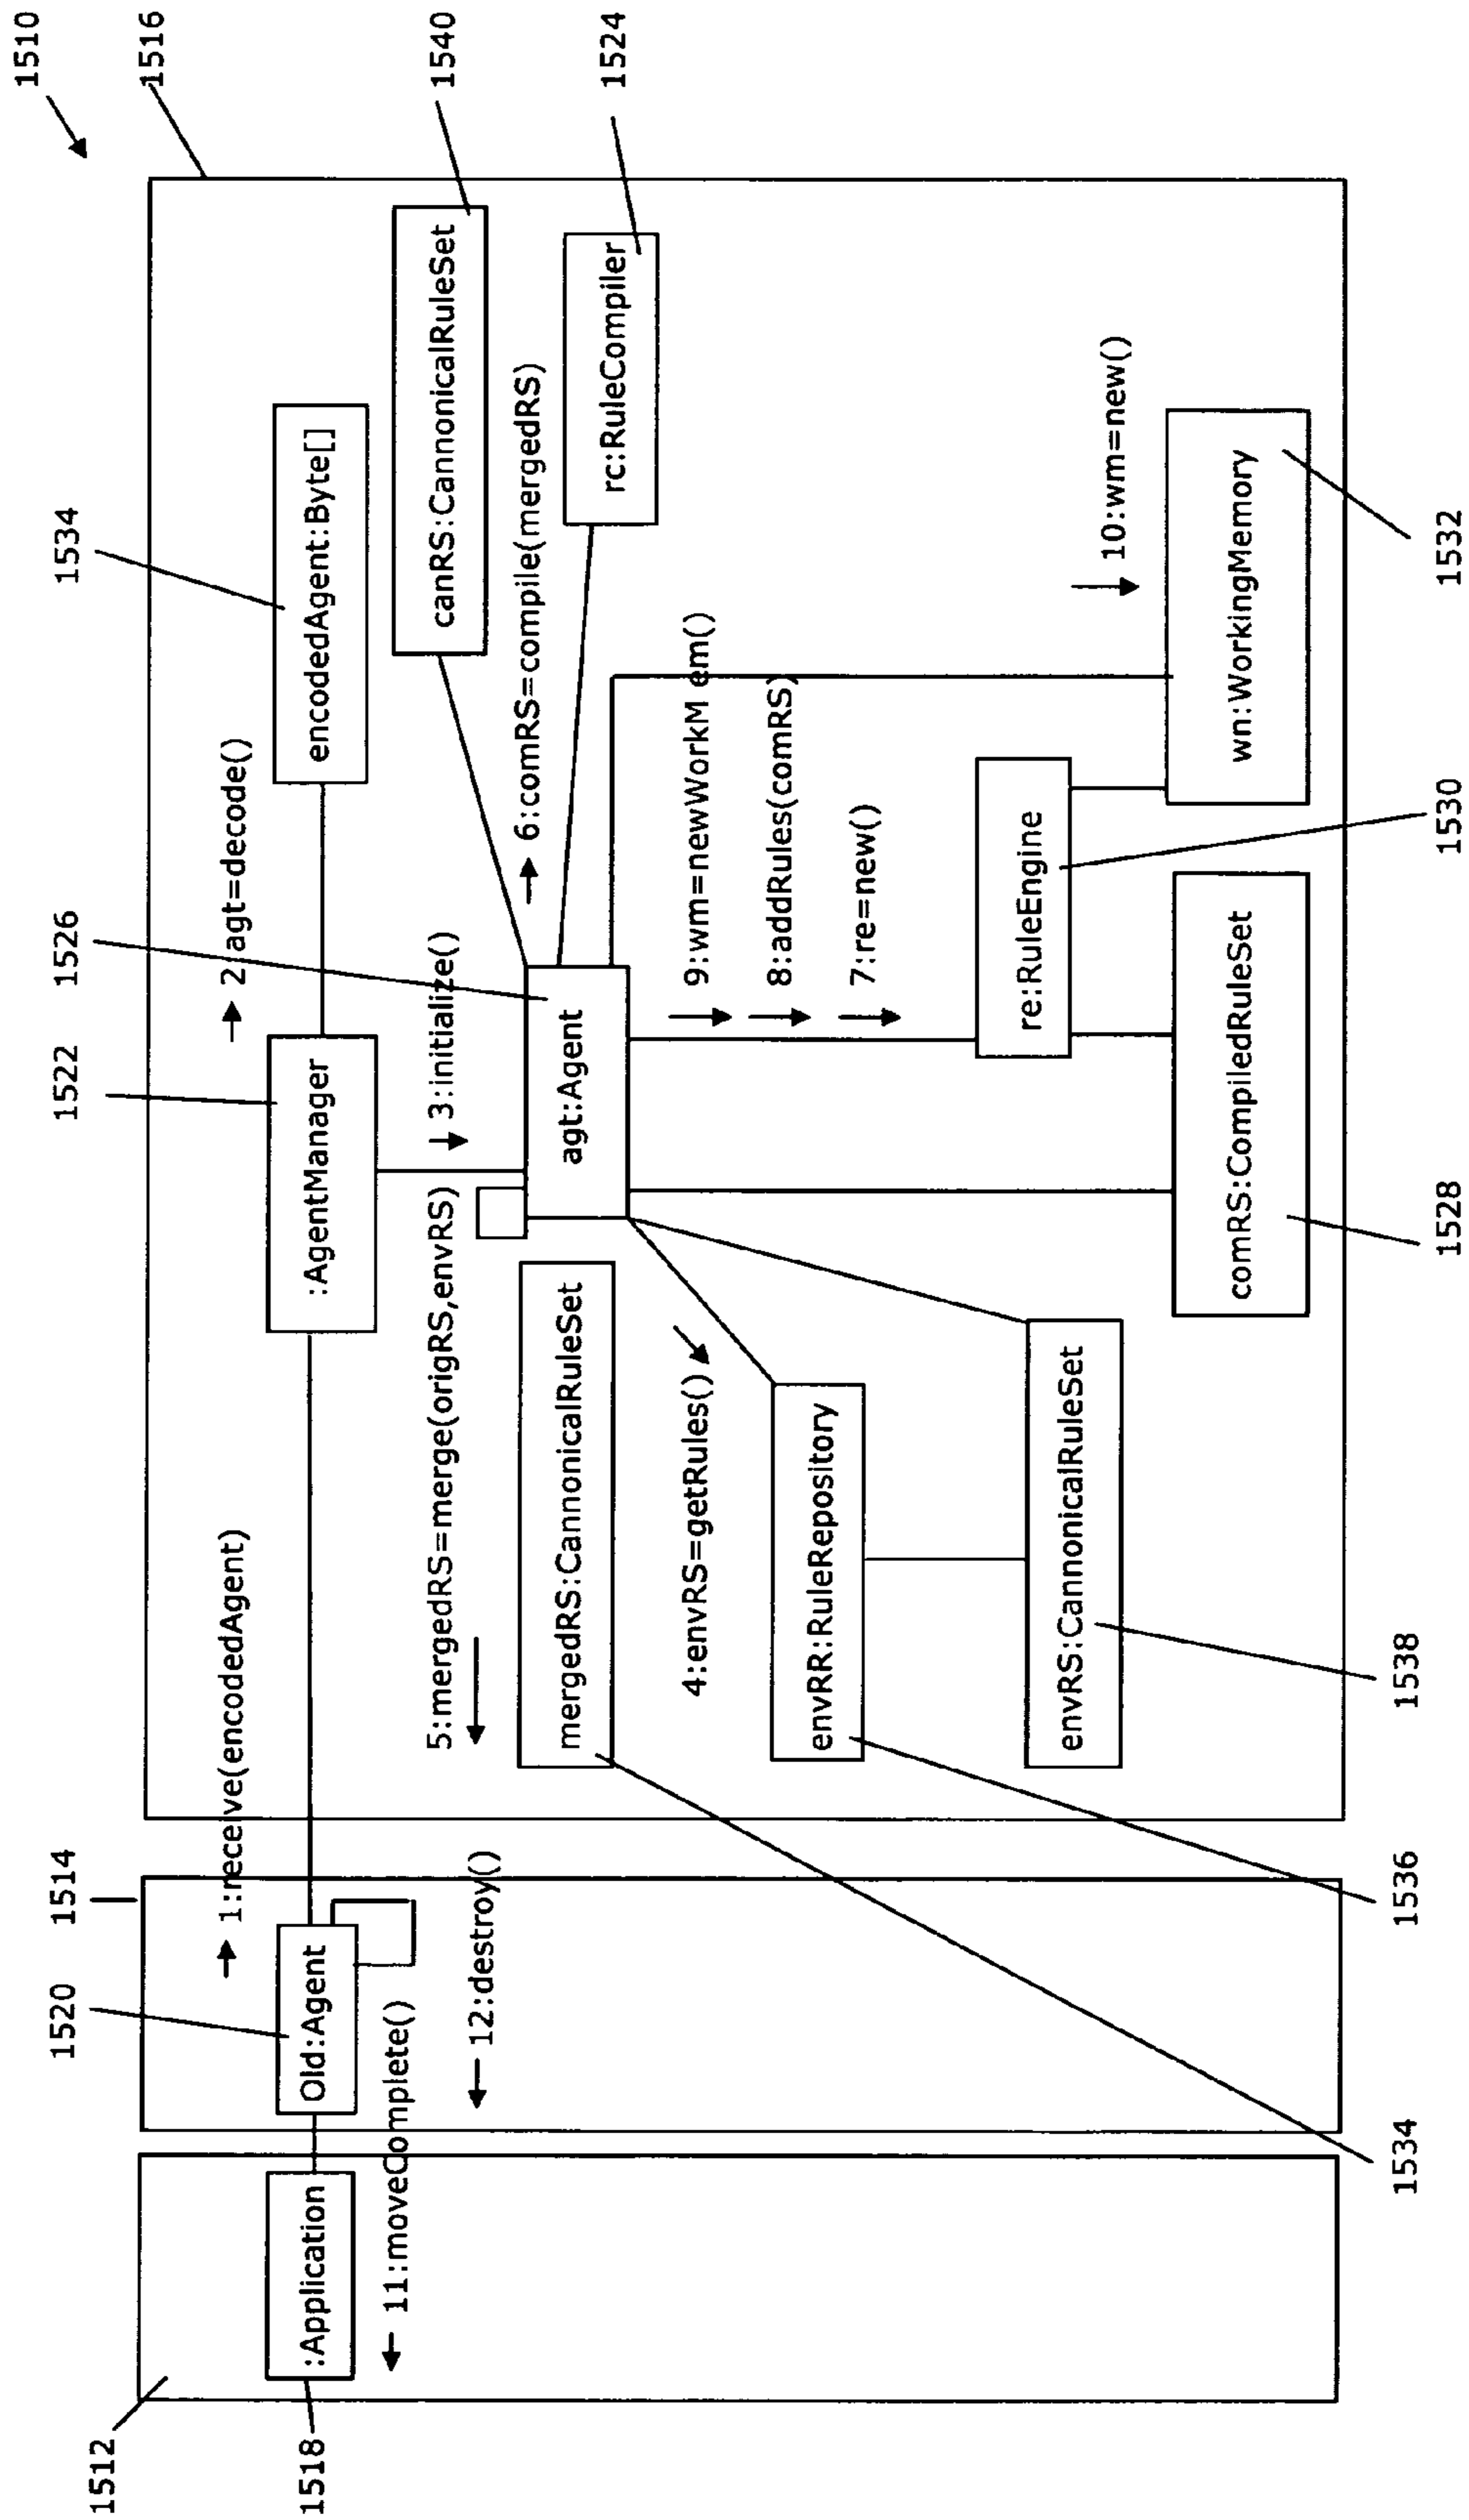 1510
1516
1540
1524
1534
1526
1522
1514
1520
1512
1518
:Application
11:moveComplete()
Old:Agent
12:destroy()
1:receive(encodedAgent)
:AgentManager
2:agt=decode()
encodedAgent:Byte[]
3:initialize()
canRS:CannonicalRuleSet
5:mergedRS=merge(origRS,envRS)
6:comRS=compile(mergedRS)
rc:RuleCompiler
agt:Agent
mergedRS:CannonicalRuleSet
4:envRS=getRules()
9:wm=newWorkM em()
8:addRules(comRS)
7:re=new()
envRR:RuleRepository
re:RuleEngine
10:wm=new()
envRS:CannonicalRuleSet
comRS:CompiledRuleSet
wn:WorkingMemory
1534
1536
1538
1528
1530
1532